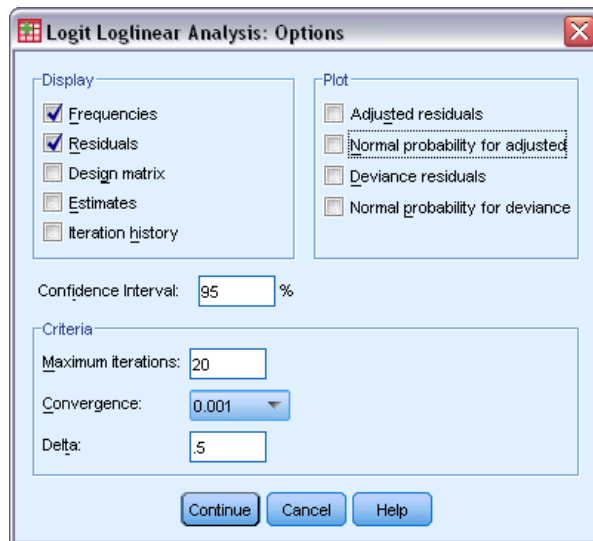 Logit Loglinear Analysis: Options
Display
Frequencies
Residuals
Design matrix
Estimates
Iteration history
Plot
Adjusted residuals
Normal probability for adjusted
Deviance residuals
Normal probability for deviance
Confidence Interval: 95 %
Criteria
Maximum iterations: 20
Convergence: 0.001
Delta: .5
Continue Cancel Help